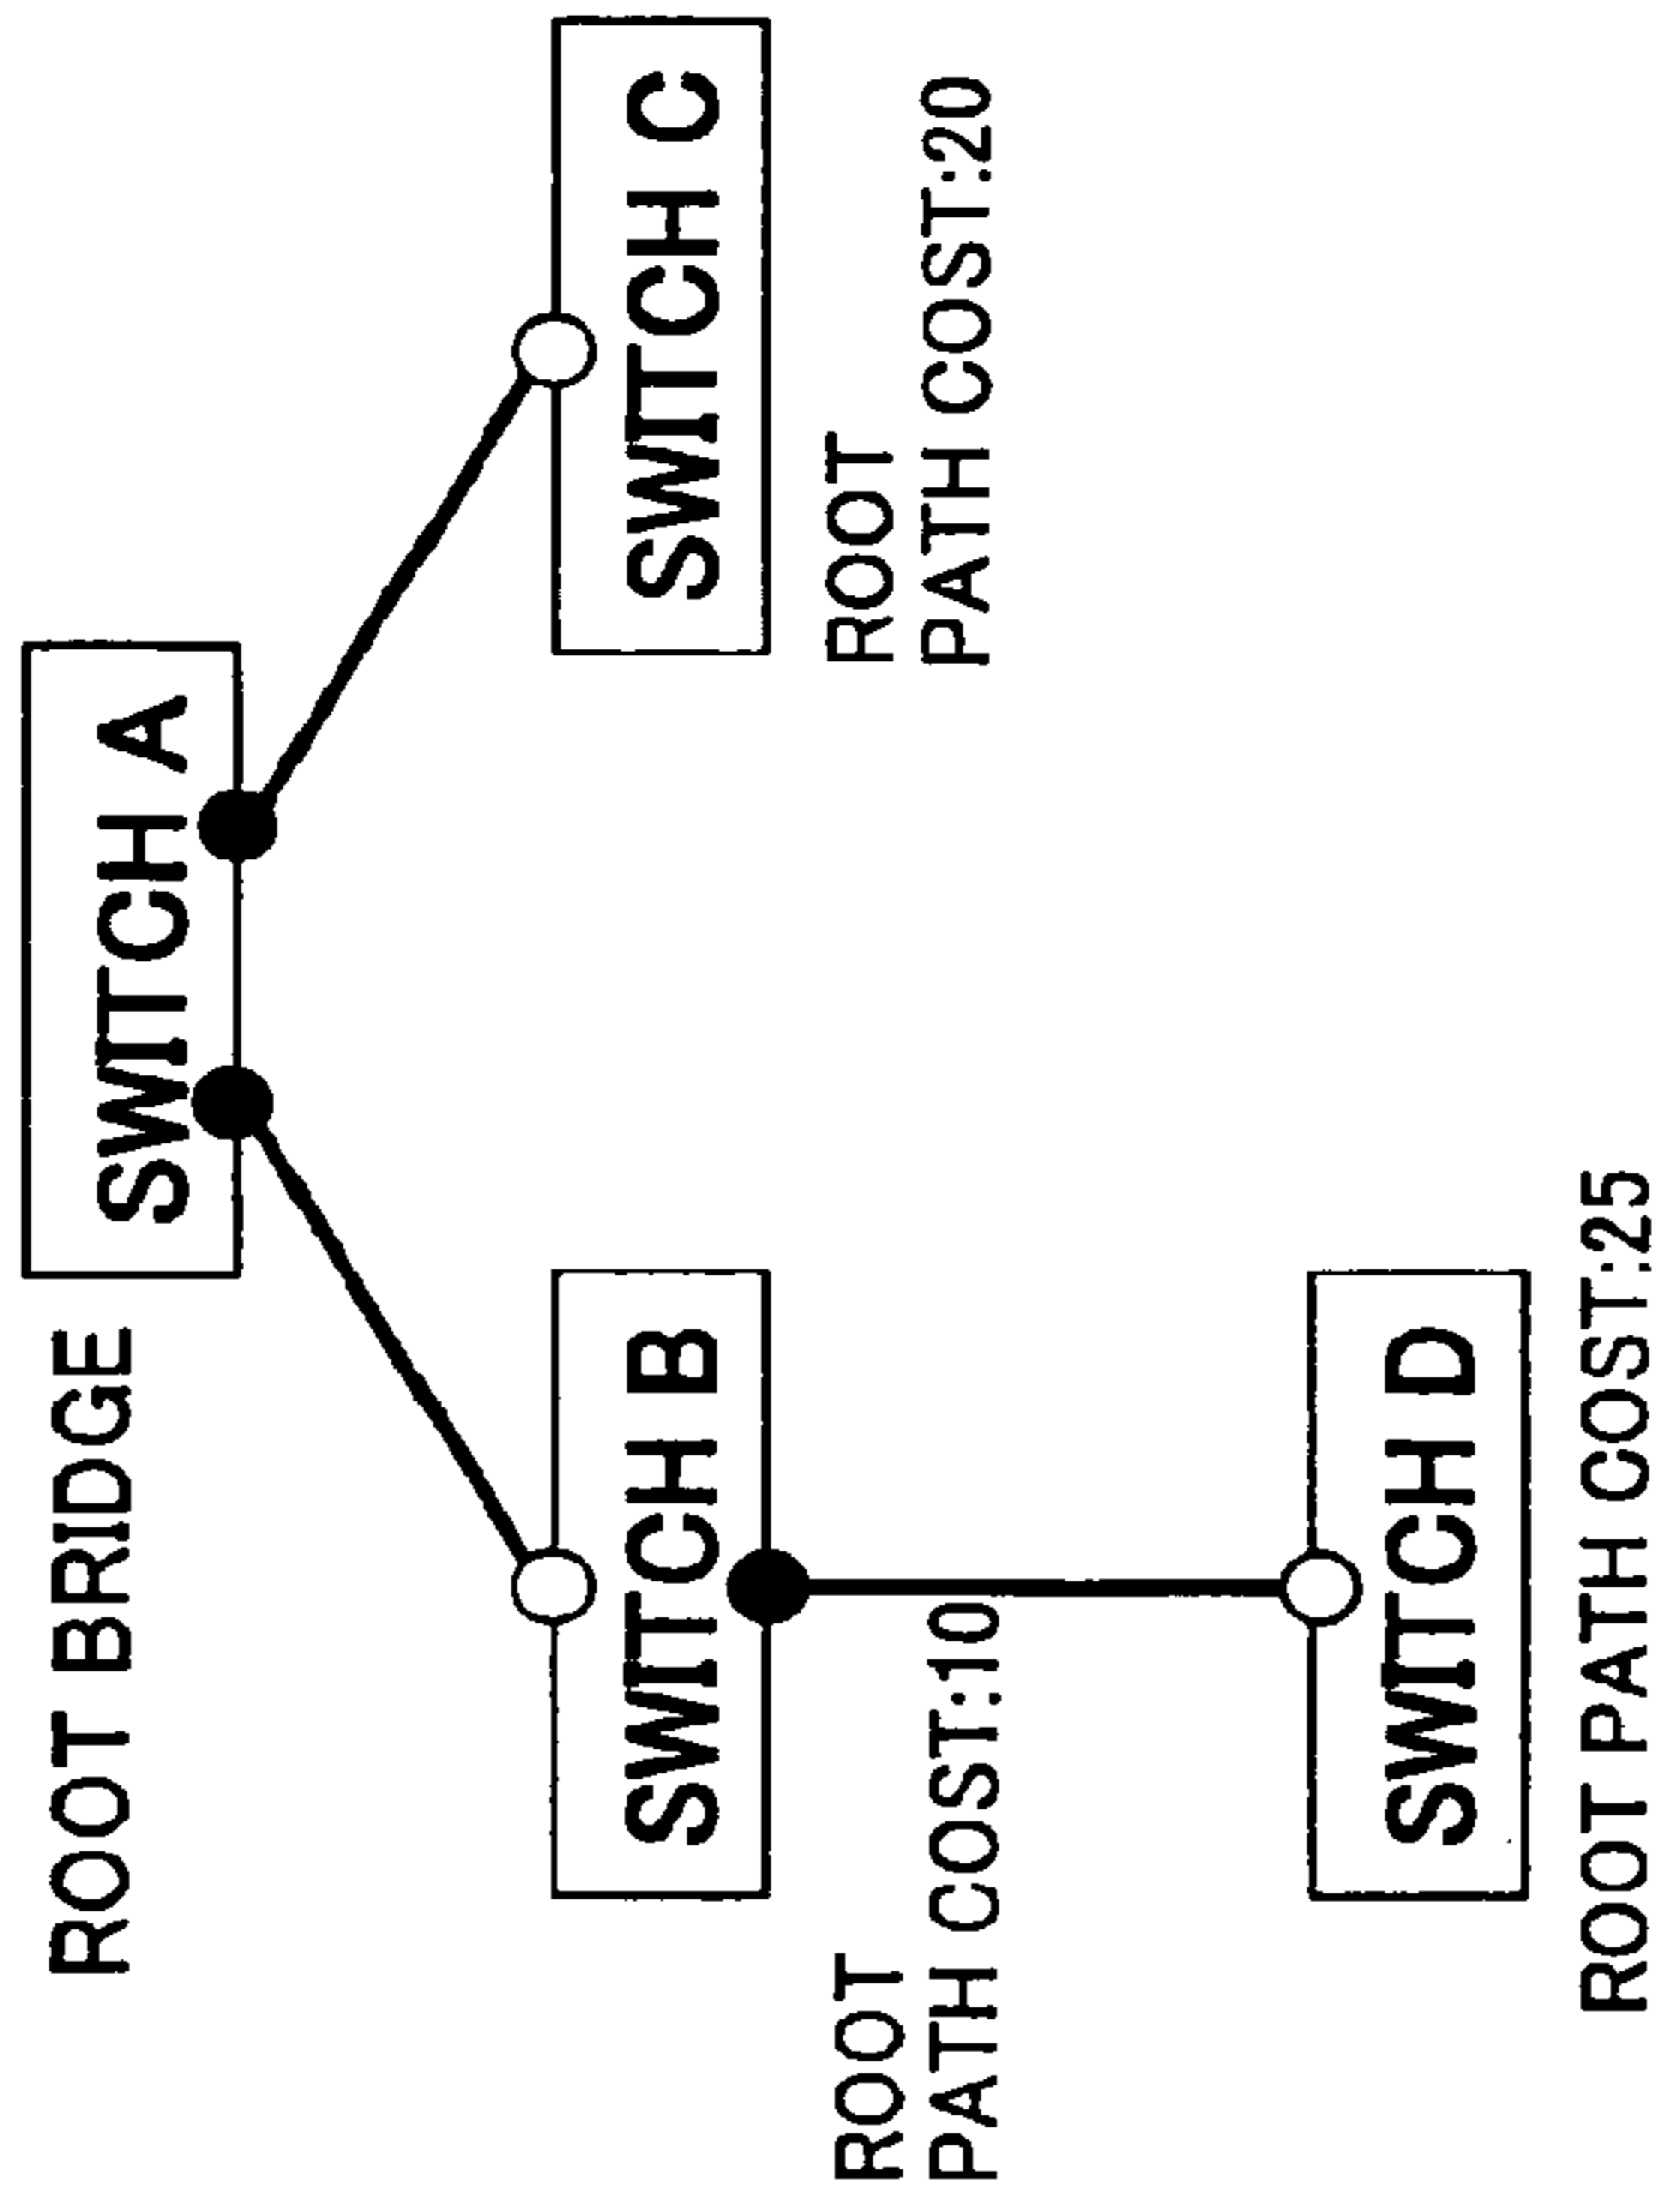 ROOT BRIDGE
SWITCH A
SWITCH B
SWITCH C
ROOT
PATH COST:10
ROOT
PATH COST:20
SWITCH D
ROOT PATH COST:25